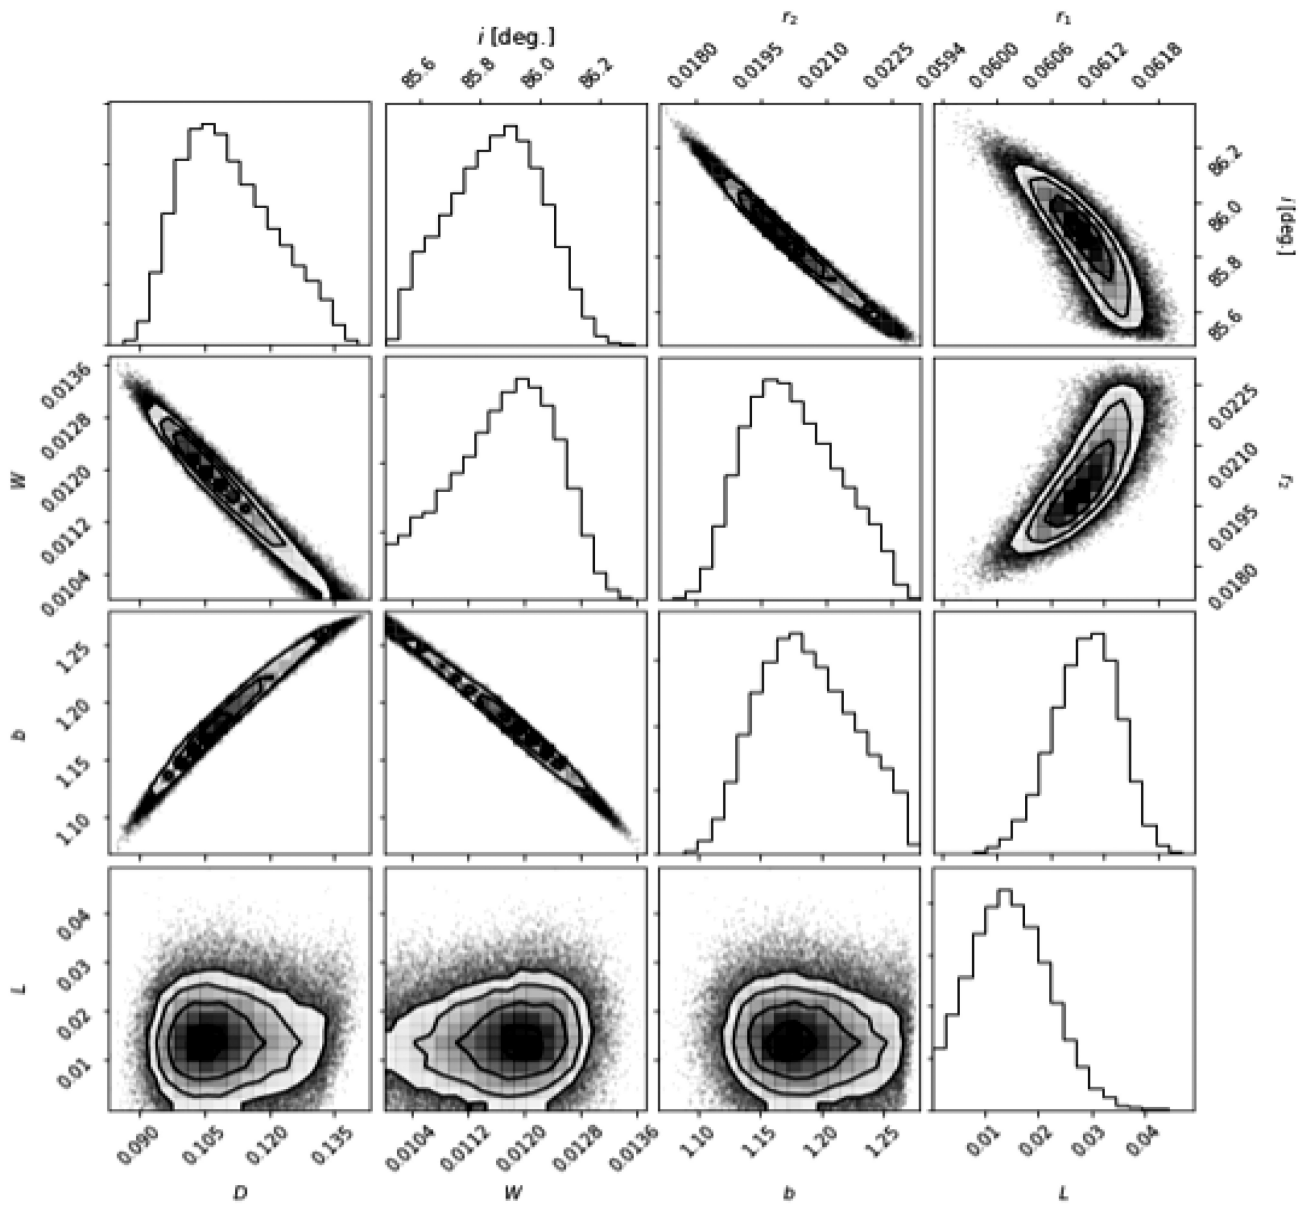 i [deg.]
r₂
r₁
85.6 85.8 86.0 86.2
0.0180 0.0195 0.0210 0.0225
0.0594 0.0600 0.0606 0.0612 0.0618
86.2
86.0
85.8
85.6
i [deg.]
W
0.0136
0.0128
0.0120
0.0112
0.0104
0.0225
0.0210
0.0195
0.0180
r₂
b
1.25
1.20
1.15
1.10
L
0.04
0.03
0.02
0.01
0.090 0.105 0.120 0.135
0.0104 0.0112 0.0120 0.0128 0.0136
1.10 1.15 1.20 1.25
0.01 0.02 0.03 0.04
D
W
b
L